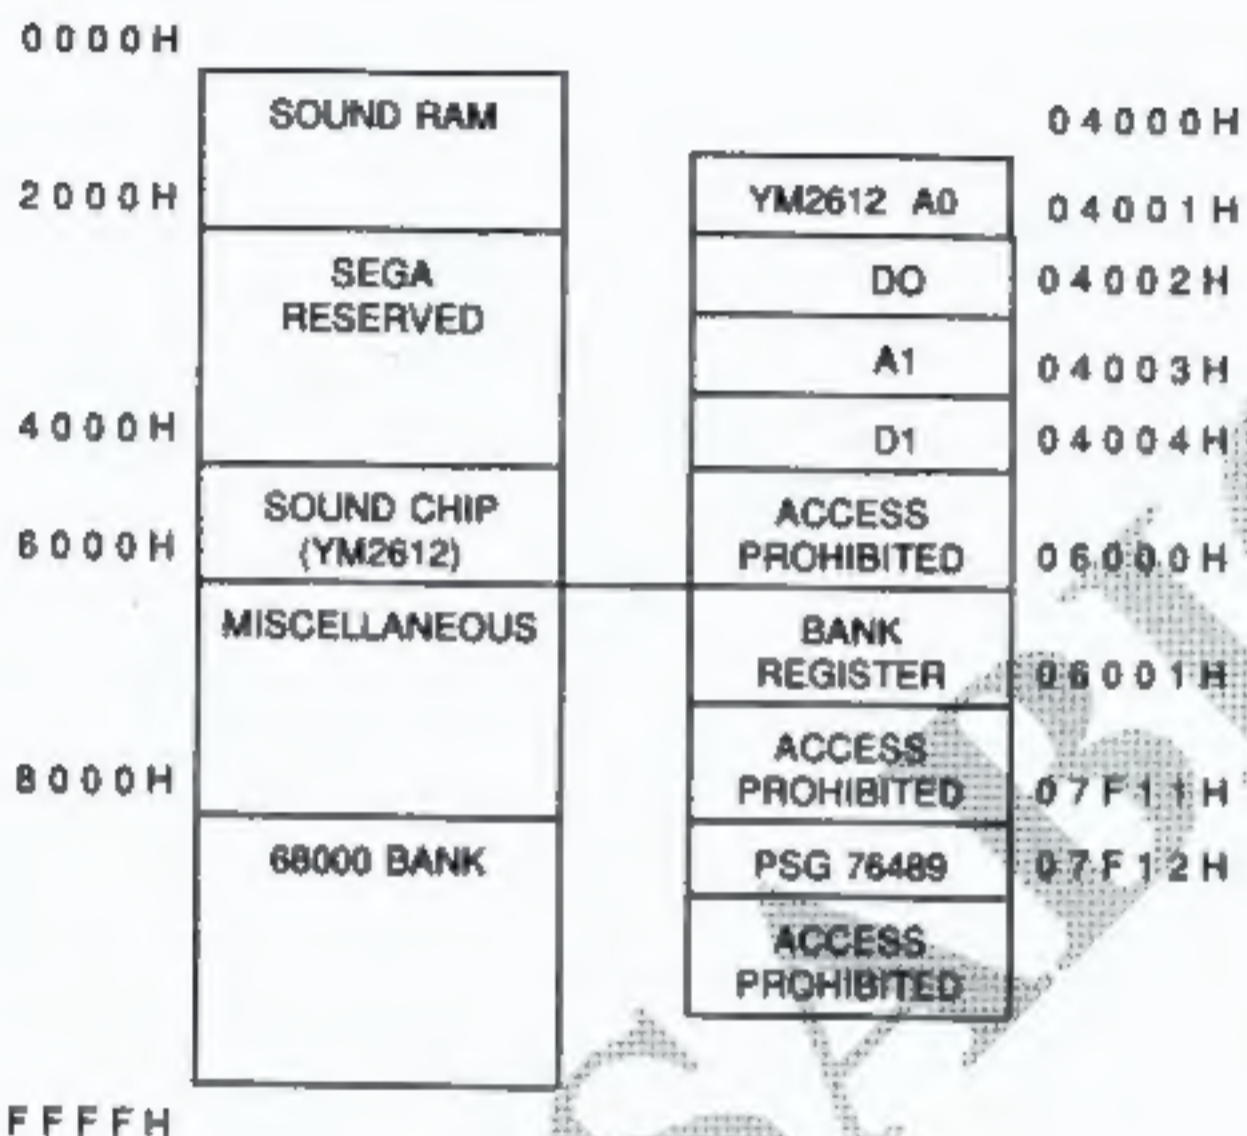 0000H
SOUND RAM
2000H
SEGA
RESERVED
4000H
SOUND CHIP
(YM2612)
6000H
MISCELLANEOUS
8000H
68000 BANK
FFFFH
04000H
YM2612 A0
04001H
DO
04002H
A1
04003H
D1
04004H
ACCESS
PROHIBITED
06000H
BANK
REGISTER
06001H
ACCESS
PROHIBITED
07F11H
PSG 76489
07F12H
ACCESS
PROHIBITED